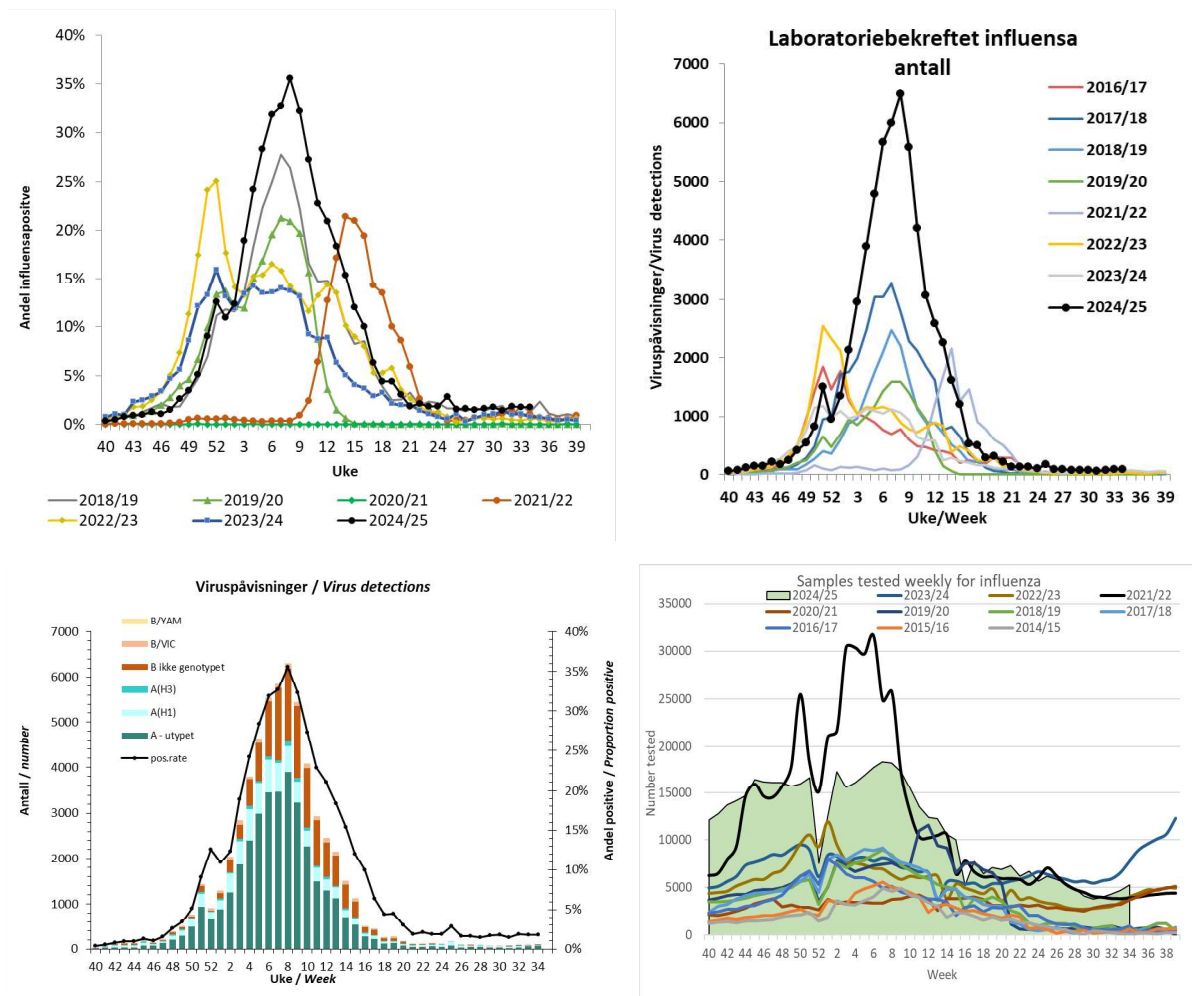 40%
35%
30%
25%
20%
15%
10%
5%
0%
Andel influensapositve
40 43 46 49 52 3 6 9 12 15 18 21 24 27 30 33 36 39
Uke
2018/19 2019/20 2020/21 2021/22
2022/23 2023/24 2024/25
Laboratoriebekreftet influensa
antall
7000
6000
5000
4000
3000
2000
1000
0
Viruspåvisninger/Virus detections
2016/17
2017/18
2018/19
2019/20
2021/22
2022/23
2023/24
2024/25
40 43 46 49 52 3 6 9 12 15 18 21 24 27 30 33 36 39
Uke/Week
Viruspåvisninger / Virus detections
B/YAM
B/VIC
B ikke genotypet
A(H3)
A(H1)
A - utypet
pos.rate
7000
6000
5000
4000
3000
2000
1000
0
Antall / number
40%
35%
30%
25%
20%
15%
10%
5%
0%
Andel positive / Proportion positive
40 42 44 46 48 50 52 2 4 6 8 10 12 14 16 18 20 22 24 26 28 30 32 34
Uke / Week
Samples tested weekly for influenza
2024/25 2023/24 2022/23 2021/22
2020/21 2019/20 2018/19 2017/18
2016/17 2015/16 2014/15
35000
30000
25000
20000
15000
10000
5000
0
Number tested
40 42 44 46 48 50 52 2 4 6 8 10 12 14 16 18 20 22 24 26 28 30 32 34 36 38
Week